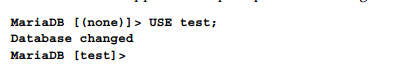 MariaDB [(none)]> USE test;
Database changed
MariaDB [test]>